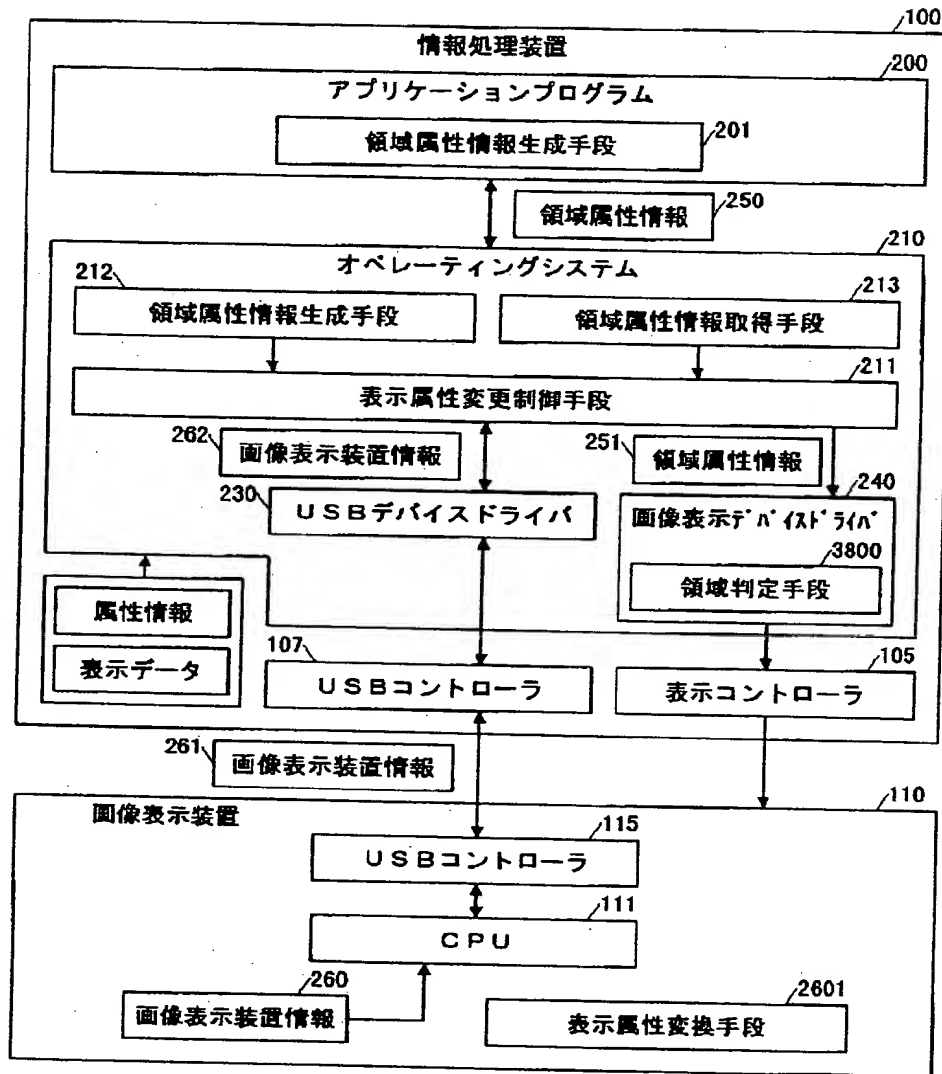 100
情報処理装置
200
アプリケーションプログラム
201
領域属性情報生成手段
領域属性情報
250
210
オペレーティングシステム
212
213
領域属性情報生成手段
領域属性情報取得手段
211
表示属性変更制御手段
262
画像表示装置情報
251
領域属性情報
230
240
USBデバイスドライバ
画像表示ﾃﾞﾊﾞｲｽﾄﾞﾗｲﾊﾞ
3800
領域判定手段
属性情報
表示データ
107
105
USBコントローラ
表示コントローラ
261
画像表示装置情報
110
画像表示装置
115
USBコントローラ
111
CPU
260
2601
画像表示装置情報
表示属性変換手段